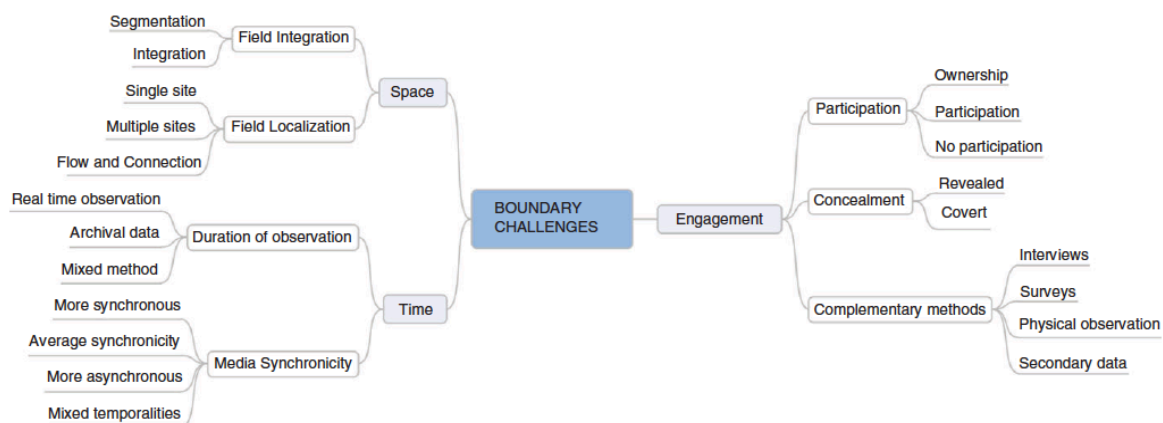 Segmentation
Field Integration
Integration
Space
Single site
Multiple sites
Field Localization
Flow and Connection
Real time observation
Archival data
Duration of observation
Mixed method
Time
More synchronous
Average synchronicity
Media Synchronicity
More asynchronous
Mixed temporalities
BOUNDARY
CHALLENGES
Engagement
Participation
Ownership
Participation
No participation
Concealment
Revealed
Covert
Complementary methods
Interviews
Surveys
Physical observation
Secondary data